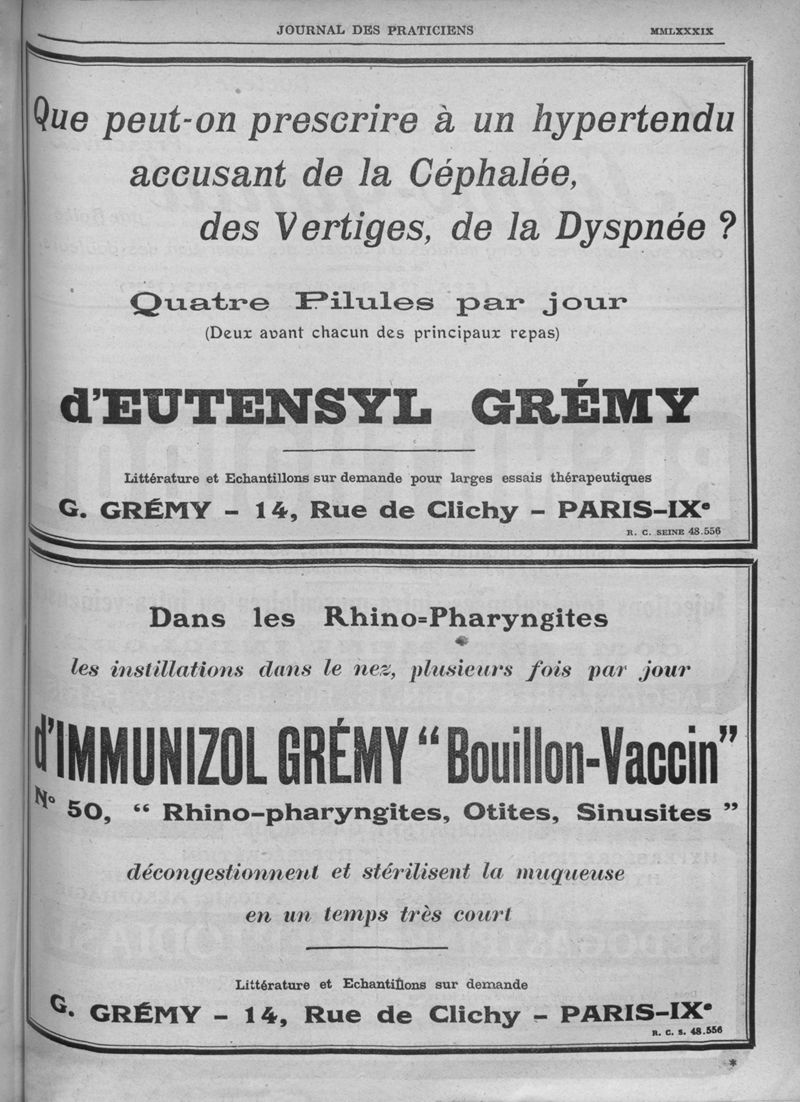 JOURNAL DES PRATICIENS
MMLXXXIX
Que peut-on prescrire à un hypertendu
accusant de la Céphalée,
des Vertiges, de la Dyspnée ?
Quatre Pilules par jour
(Deux avant chacun des principaux repas)
d'EUTENSYL GRÉMY
Littérature et Echantillons sur demande pour larges essais thérapeutiques
G. GRÉMY – 14, Rue de Clichy – PARIS-IXe
R. C. SEINE 48.556
Dans les Rhino=Pharyngites
les instillations dans le nez, plusieurs fois par jour
d'IMMUNIZOL GRÉMY “ Bouillon-Vaccin ”
No 50, “ Rhino-pharyngites, Otites, Sinusites ”
décongestionnent et stérilisent la muqueuse
en un temps très court
Littérature et Echantillons sur demande
G. GRÉMY – 14, Rue de Clichy – PARIS-IXe
R. C. S. 48.556
*